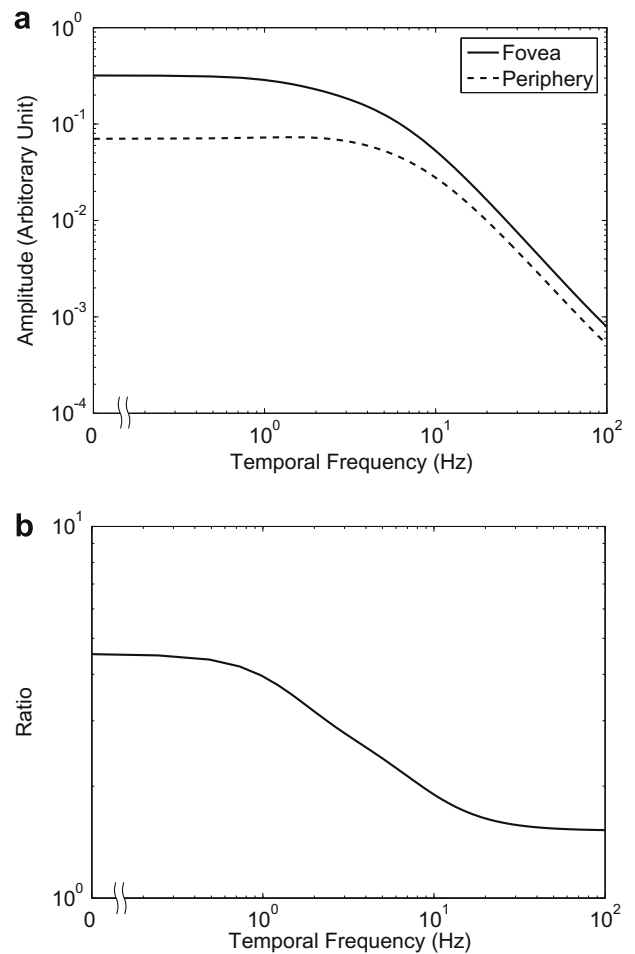 a
10^0
10^-1
10^-2
10^-3
10^-4
Amplitude (Arbitorary Unit)
Fovea
Periphery
0
10^0
10^1
10^2
Temporal Frequency (Hz)
b
10^1
10^0
Ratio
0
10^0
10^1
10^2
Temporal Frequency (Hz)